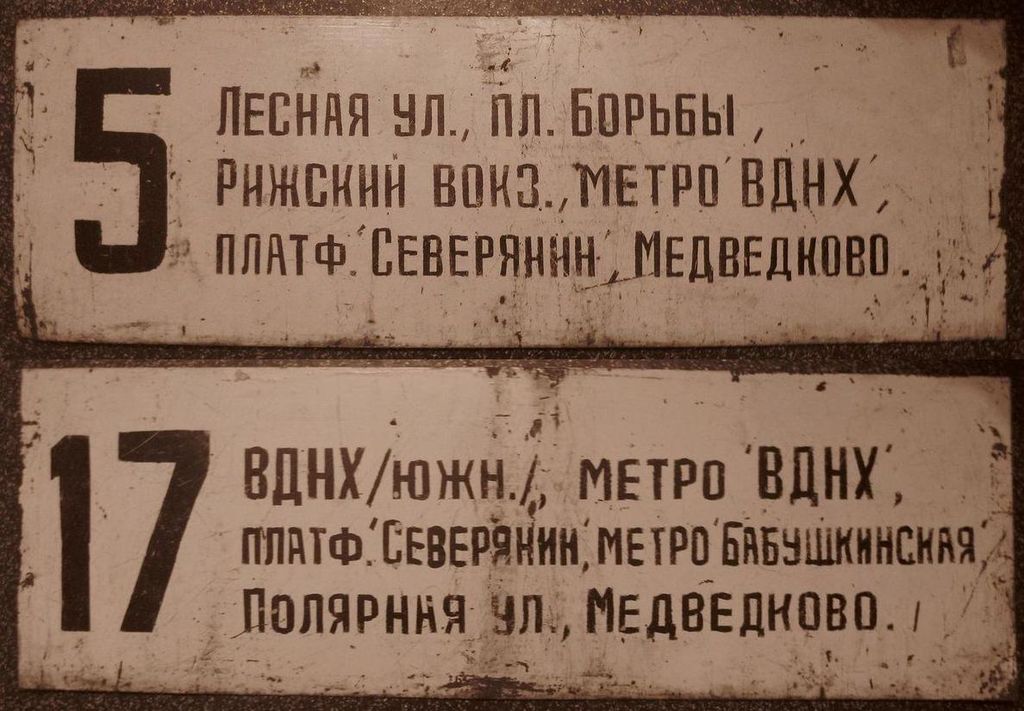 5
Лесная ул., пл. Борьбы,
Рижский вокз., метро "ВДНХ",
платф. "Северянин", Медведково.
17
ВДНХ/южн./, метро "ВДНХ",
платф. "Северянин", метро "Бабушкинская",
Полярная ул., Медведково.